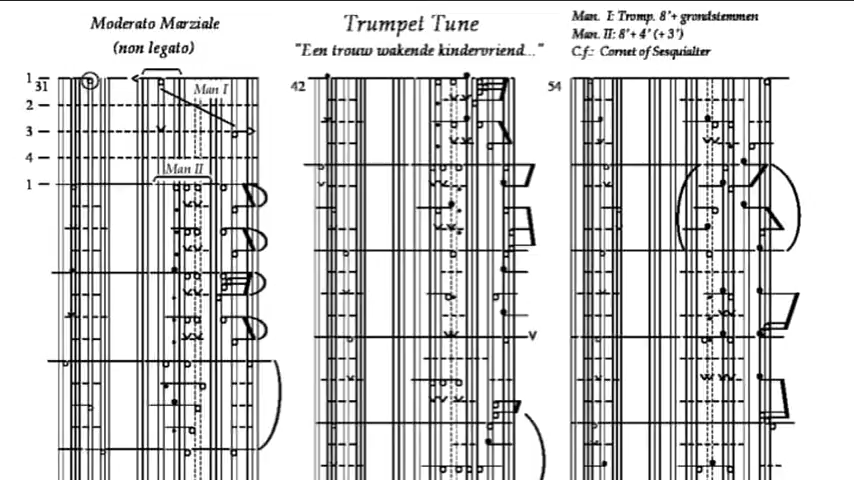 Moderato Marziale
(non legato)
Trumpet Tune
"Een trouw wakende kindervriend..."
Man. I: Tromp. 8'+ grondstemmen
Man. II: 8'+ 4' (+ 3')
C.f.: Cornet of Sesquialter
1
31
2
3
4
1
Man I
Man II
42
54
V